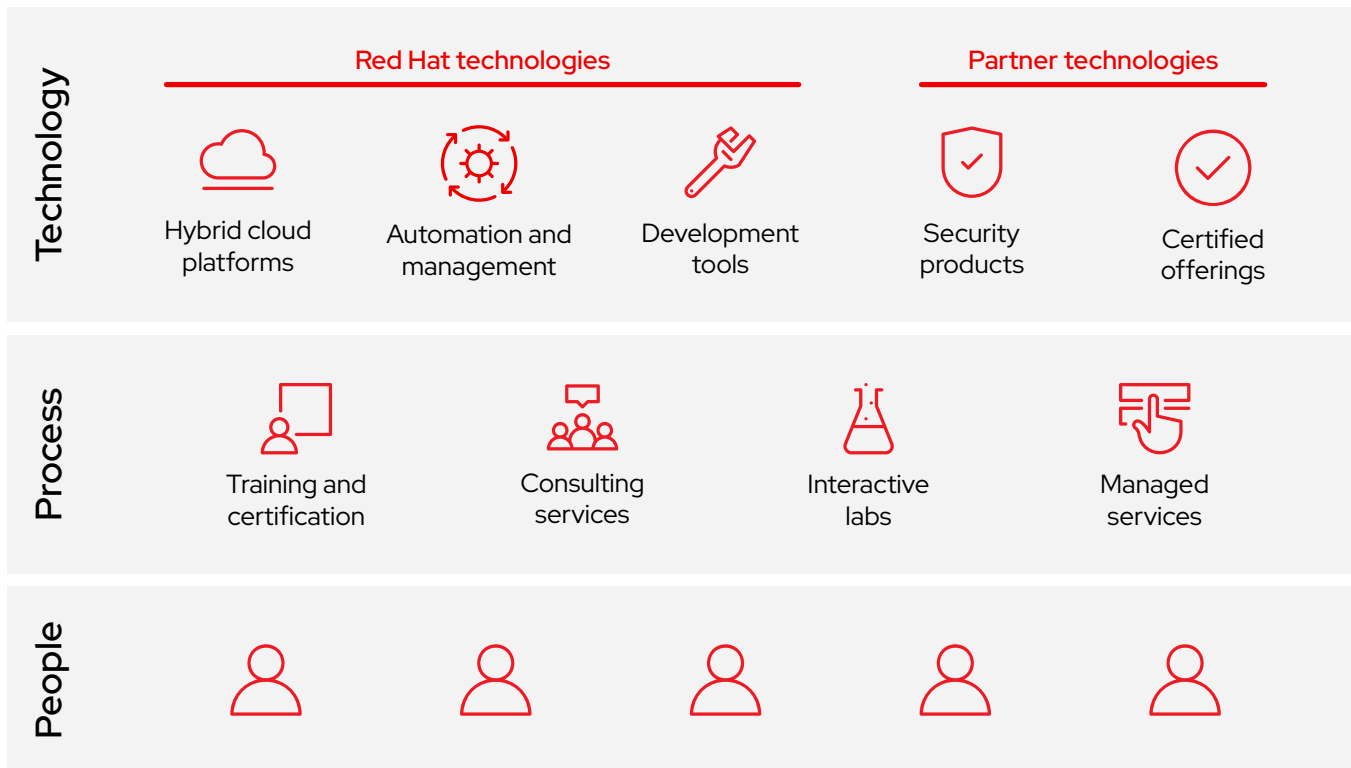 Technology
Red Hat technologies
Partner technologies
Hybrid cloud
platforms
Automation and
management
Development
tools
Security
products
Certified
offerings
Process
Training and
certification
Consulting
services
Interactive
labs
Managed
services
People